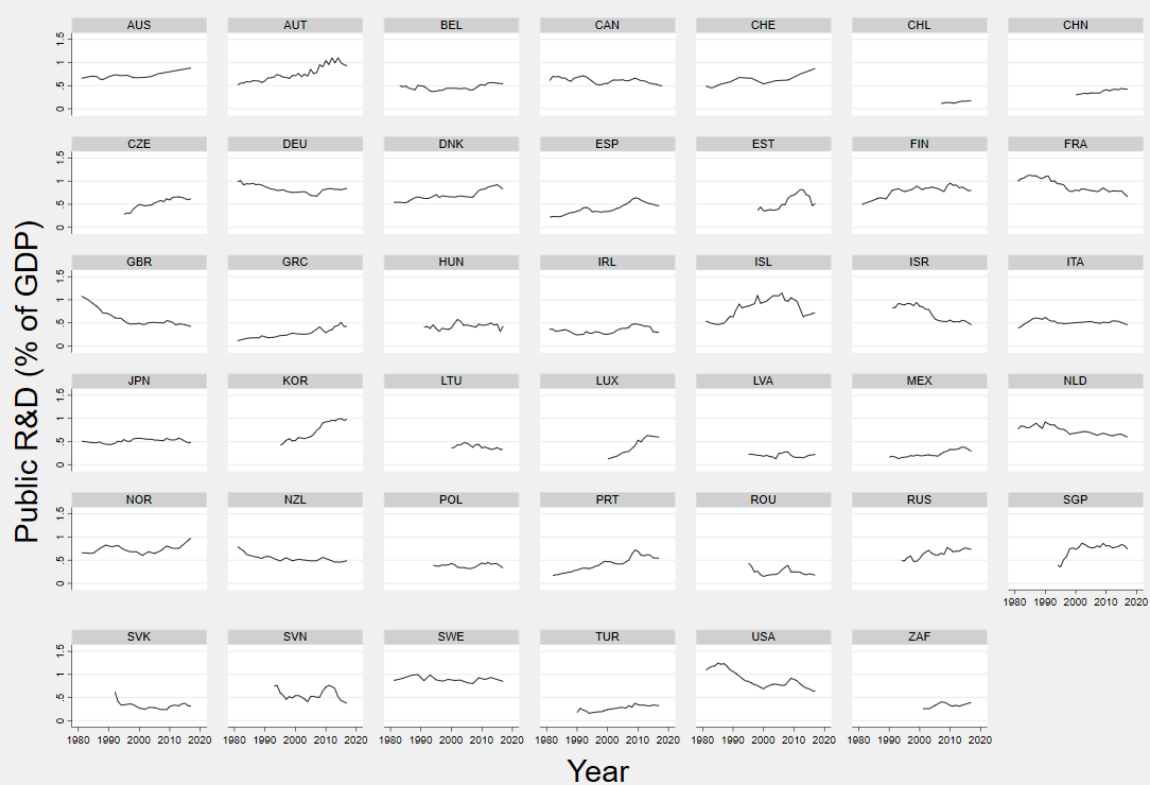 Public R&D (% of GDP)
AUS AUT BEL CAN CHE CHL CHN
0 .5 1 1.5
CZE DEU DNK ESP EST FIN FRA
0 .5 1 1.5
GBR GRC HUN IRL ISL ISR ITA
0 .5 1 1.5
JPN KOR LTU LUX LVA MEX NLD
0 .5 1 1.5
NOR NZL POL PRT ROU RUS SGP
0 .5 1 1.5
1980 1990 2000 2010 2020
SVK SVN SWE TUR USA ZAF
0 .5 1 1.5
1980 1990 2000 2010 2020 1980 1990 2000 2010 2020 1980 1990 2000 2010 2020 1980 1990 2000 2010 2020 1980 1990 2000 2010 2020 1980 1990 2000 2010 2020
Year